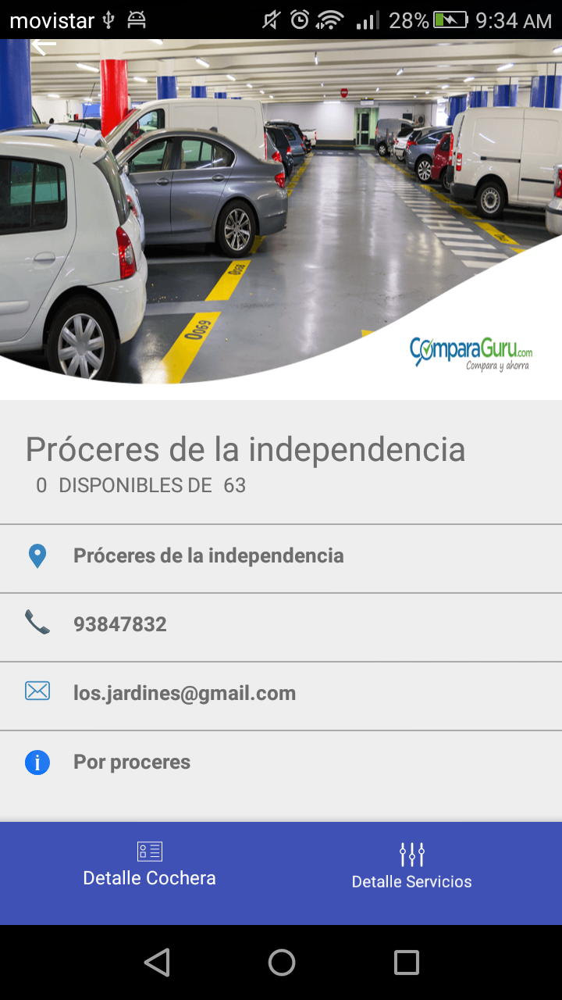 movistar 28% 9:34 AM
0068
0069
ComparaGuru.com
Compara y ahorra
Próceres de la independencia
0 DISPONIBLES DE 63
Próceres de la independencia
93847832
los.jardines@gmail.com
Por proceres
Detalle Cochera
Detalle Servicios